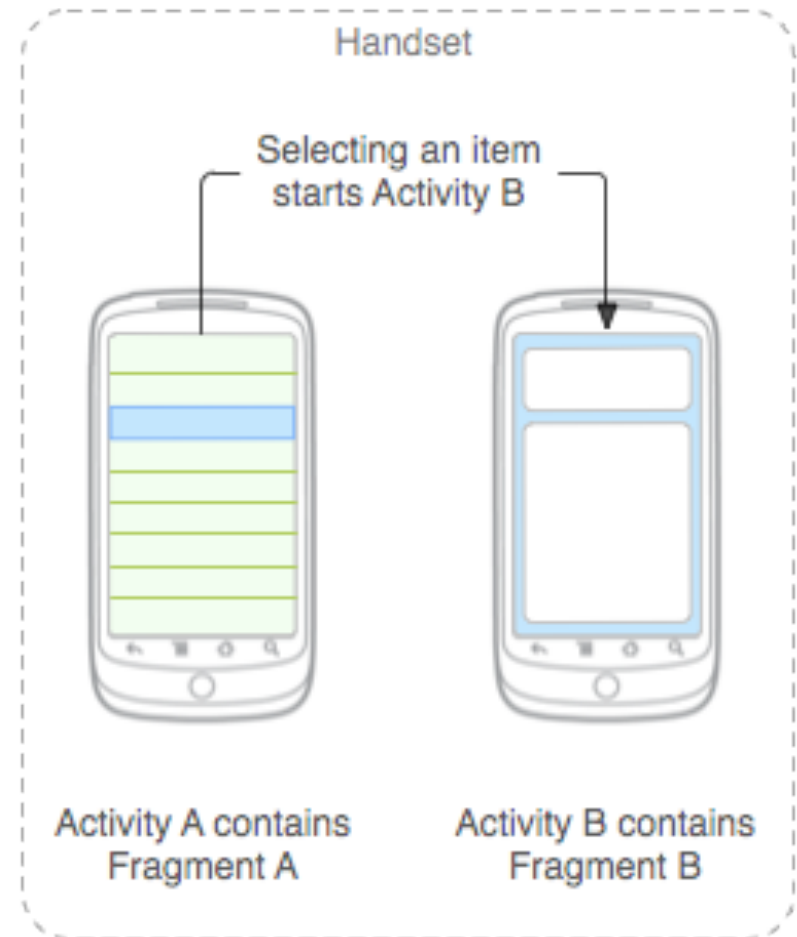 Handset
Selecting an item
starts Activity B
Activity A contains
Fragment A
Activity B contains
Fragment B